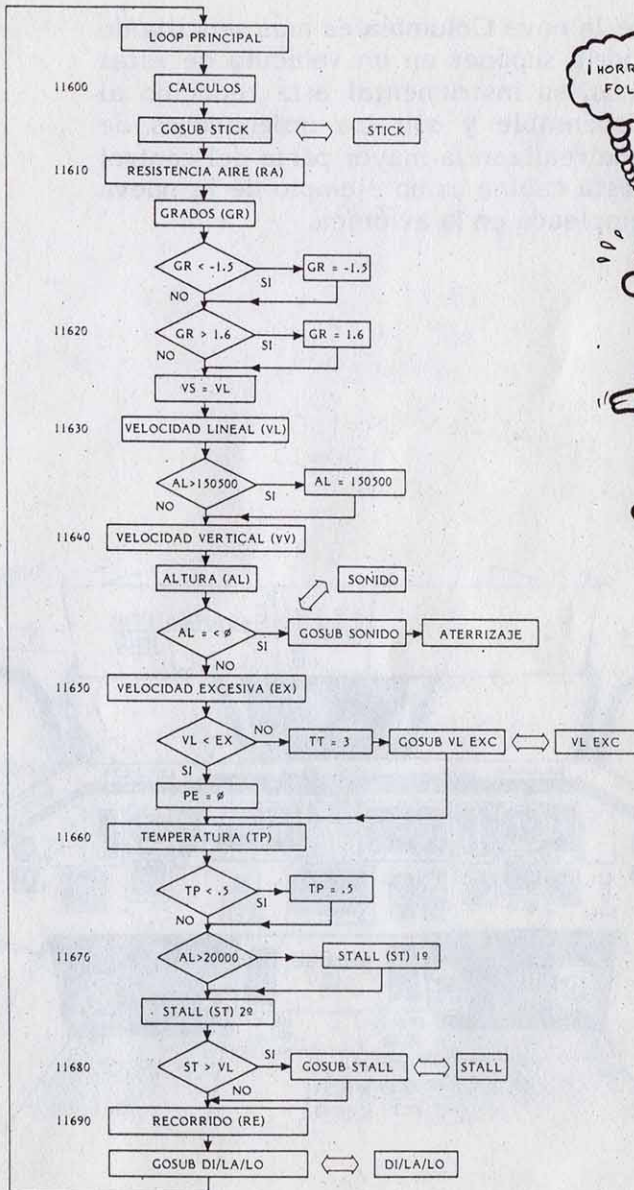 LOOP PRINCIPAL
11600 CALCULOS
GOSUB STICK STICK
11610 RESISTENCIA AIRE (RA)
GRADOS (GR)
GR < -1.5 SI GR = -1.5
NO
11620 GR > 1.6 SI GR = 1.6
NO
VS = VL
11630 VELOCIDAD LINEAL (VL)
AL>150500 SI AL = 150500
NO
11640 VELOCIDAD VERTICAL (VV)
ALTURA (AL) SONIDO
AL = < ø SI GOSUB SONIDO ATERRIZAJE
NO
11650 VELOCIDAD EXCESIVA (EX)
VL < EX NO TT = 3 GOSUB VL EXC VL EXC
SI
PE = ø
11660 TEMPERATURA (TP)
TP < .5 SI TP = .5
NO
11670 AL>20000 STALL (ST) 1º
STALL (ST) 2º
11680 ST > VL SI GOSUB STALL STALL
NO
11690 RECORRIDO (RE)
GOSUB DI/LA/LO DI/LA/LO